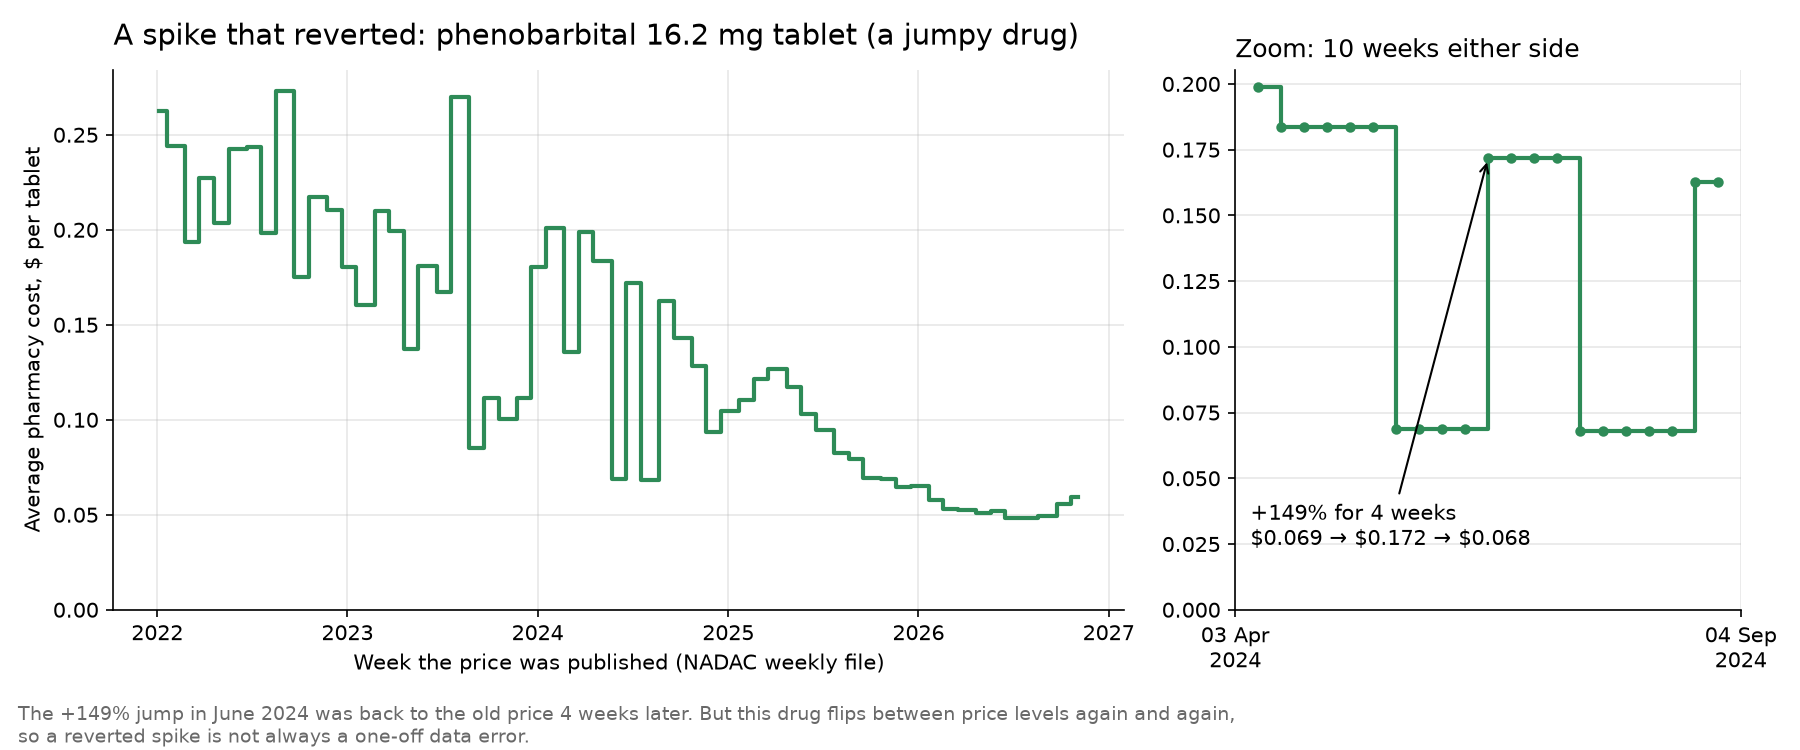 A spike that reverted: phenobarbital 16.2 mg tablet (a jumpy drug)
Average pharmacy cost, $ per tablet
0.25
0.20
0.15
0.10
0.05
0.00
2022
2023
2024
2025
2026
2027
Week the price was published (NADAC weekly file)
Zoom: 10 weeks either side
0.200
0.175
0.150
0.125
0.100
0.075
0.050
0.025
0.000
+149% for 4 weeks
$0.069 → $0.172 → $0.068
03 Apr
2024
04 Sep
2024
The +149% jump in June 2024 was back to the old price 4 weeks later. But this drug flips between price levels again and again,
so a reverted spike is not always a one-off data error.